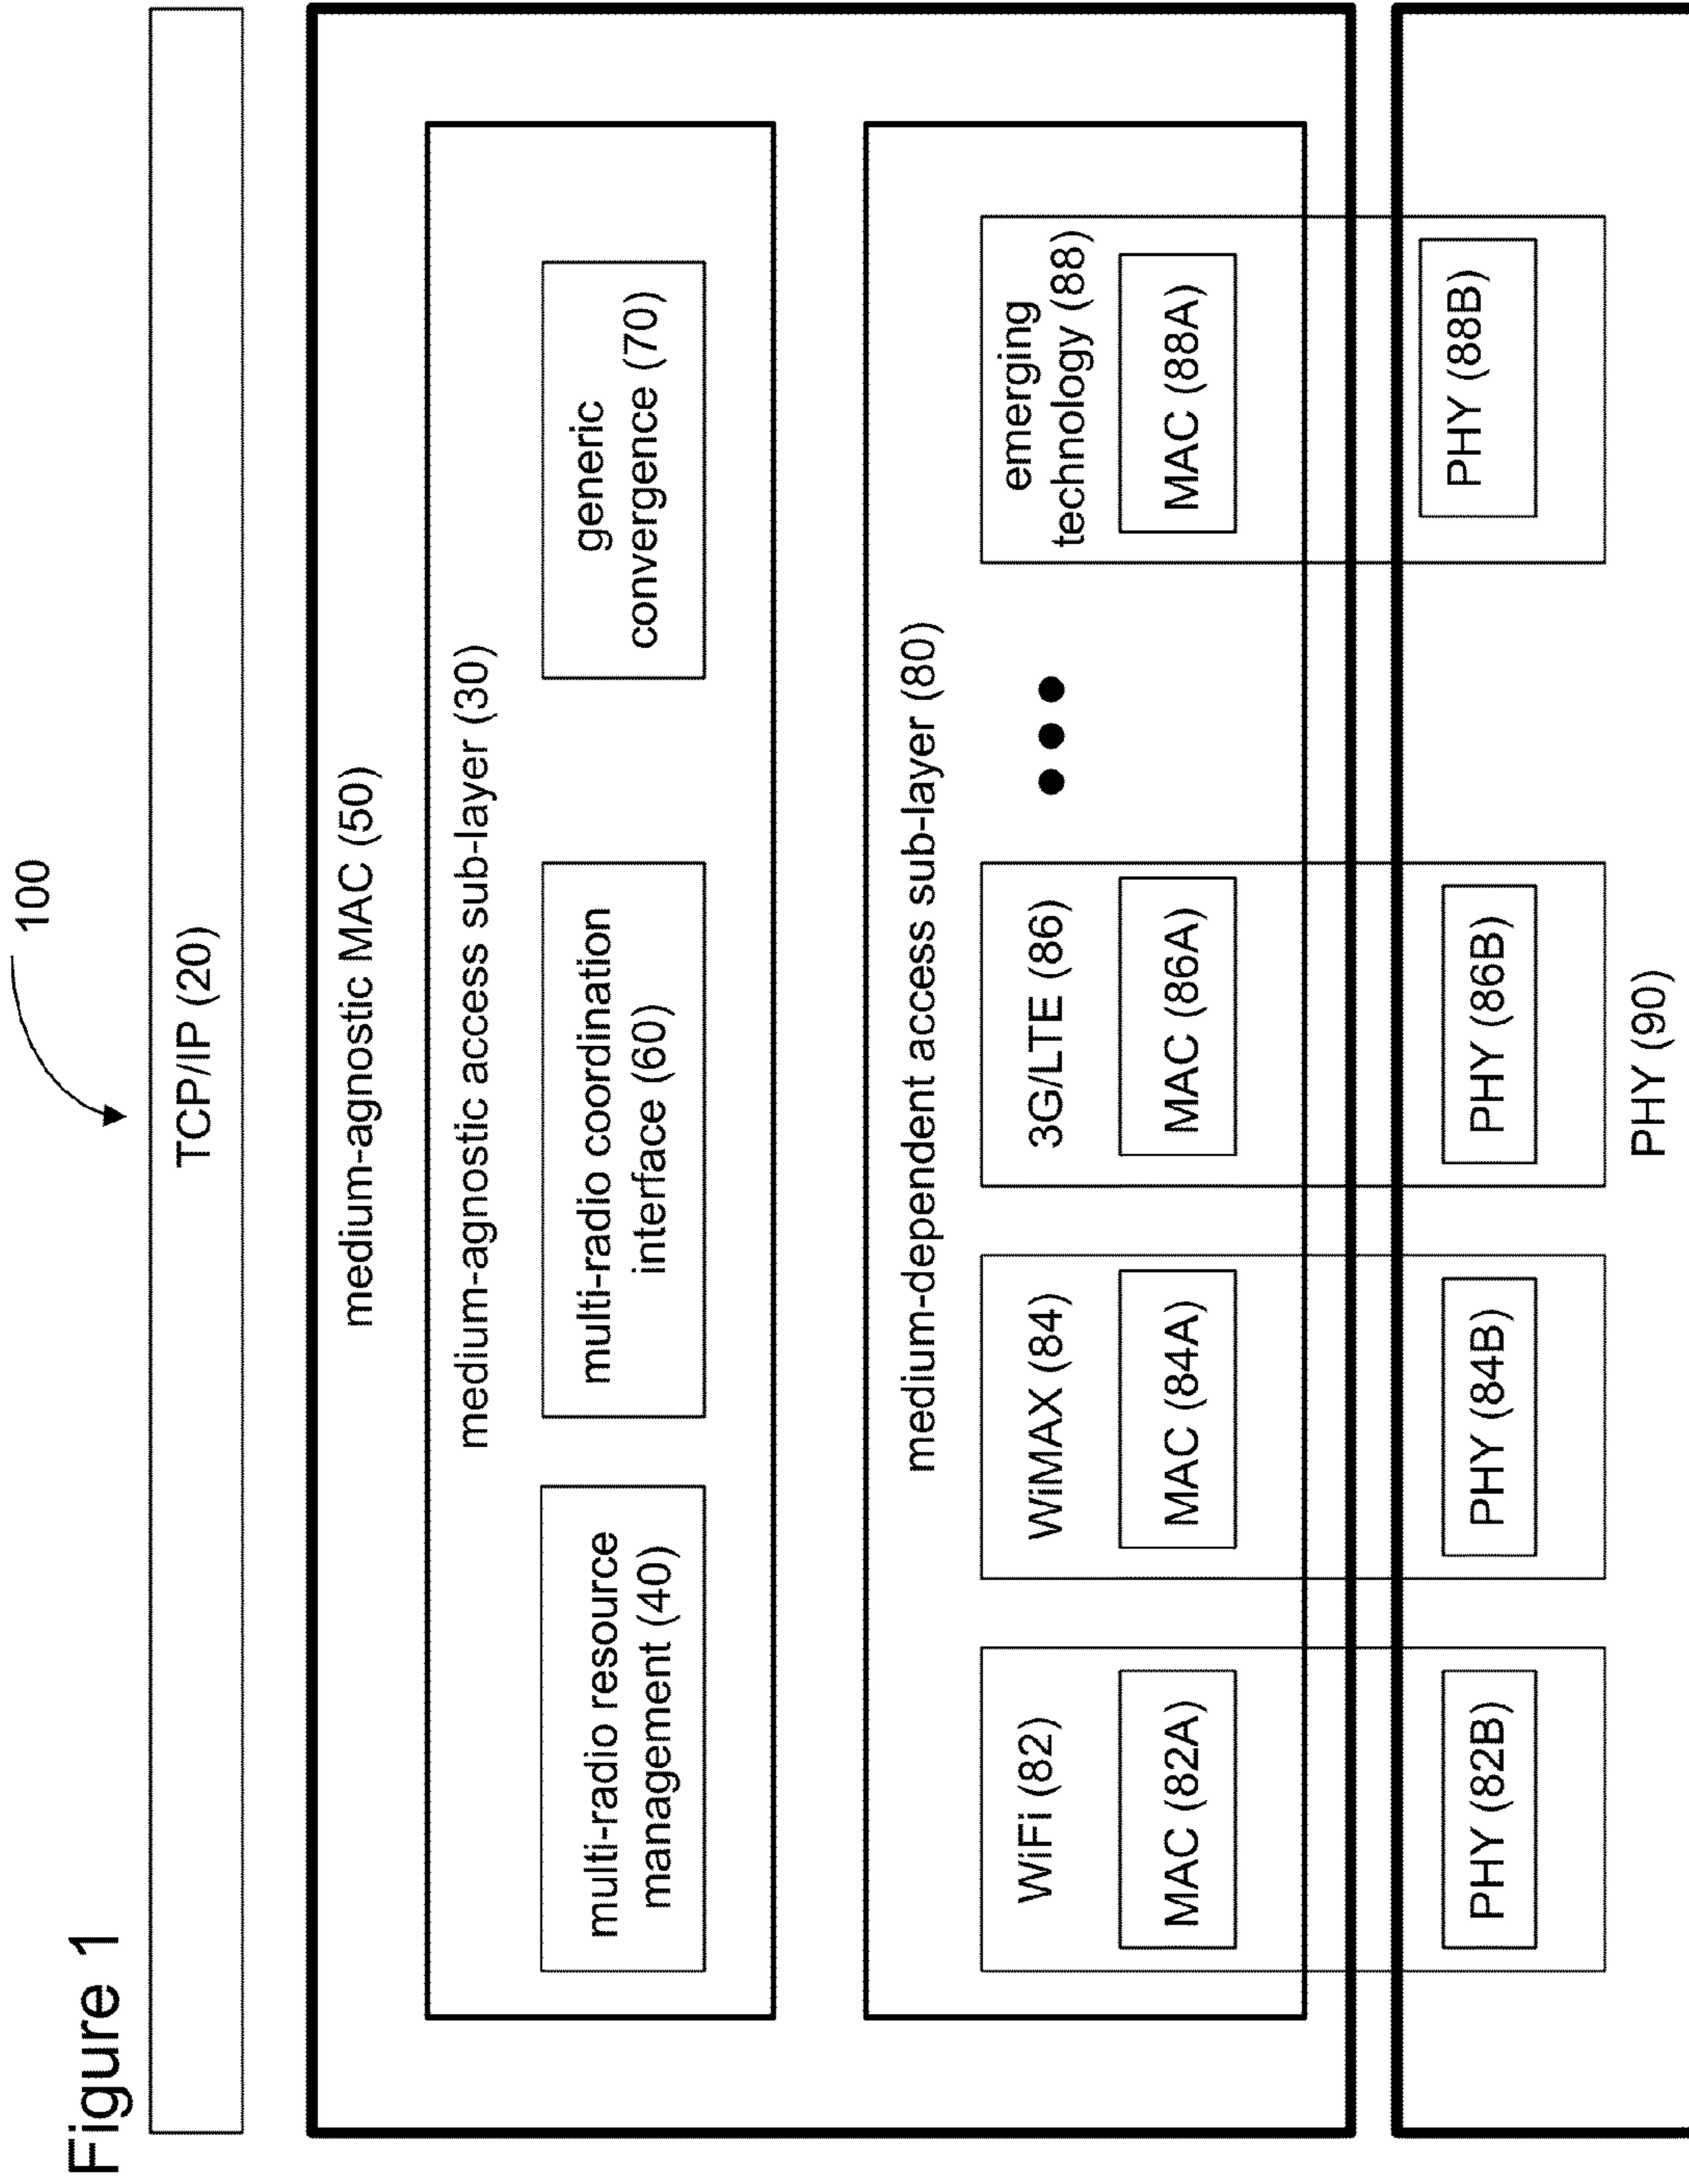 Figure 1
100
TCP/IP (20)
medium-agnostic MAC (50)
medium-agnostic access sub-layer (30)
multi-radio resource
management (40)
multi-radio coordination
interface (60)
generic
convergence (70)
medium-dependent access sub-layer (80)
WiFi (82)
MAC (82A)
WiMAX (84)
MAC (84A)
3G/LTE (86)
MAC (86A)
emerging
technology (88)
MAC (88A)
PHY (82B)
PHY (84B)
PHY (86B)
PHY (88B)
PHY (90)